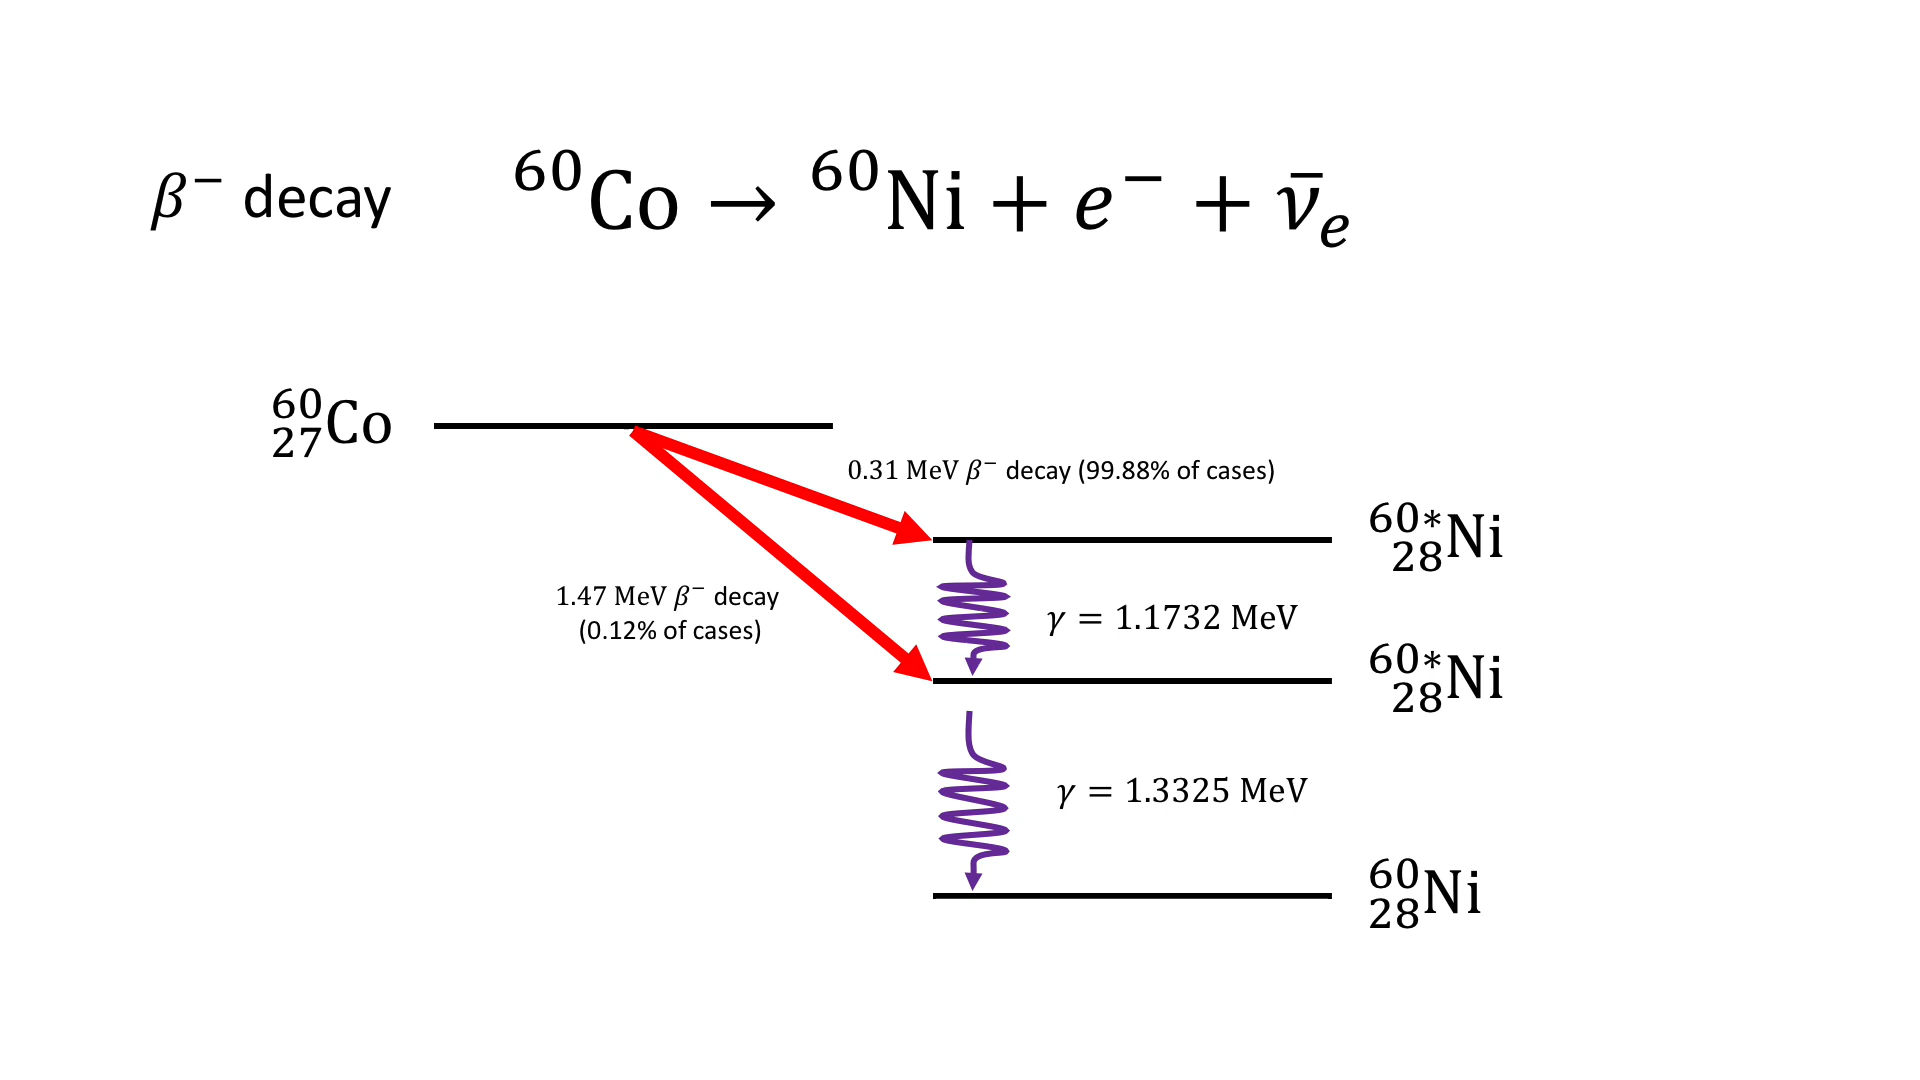 β⁻ decay ⁶⁰Co → ⁶⁰Ni + e⁻ + ν̄ₑ
⁶⁰₂₇Co
0.31 MeV β⁻ decay (99.88% of cases)
⁶⁰*₂₈Ni
1.47 MeV β⁻ decay
(0.12% of cases)
γ = 1.1732 MeV
⁶⁰*₂₈Ni
γ = 1.3325 MeV
⁶⁰₂₈Ni